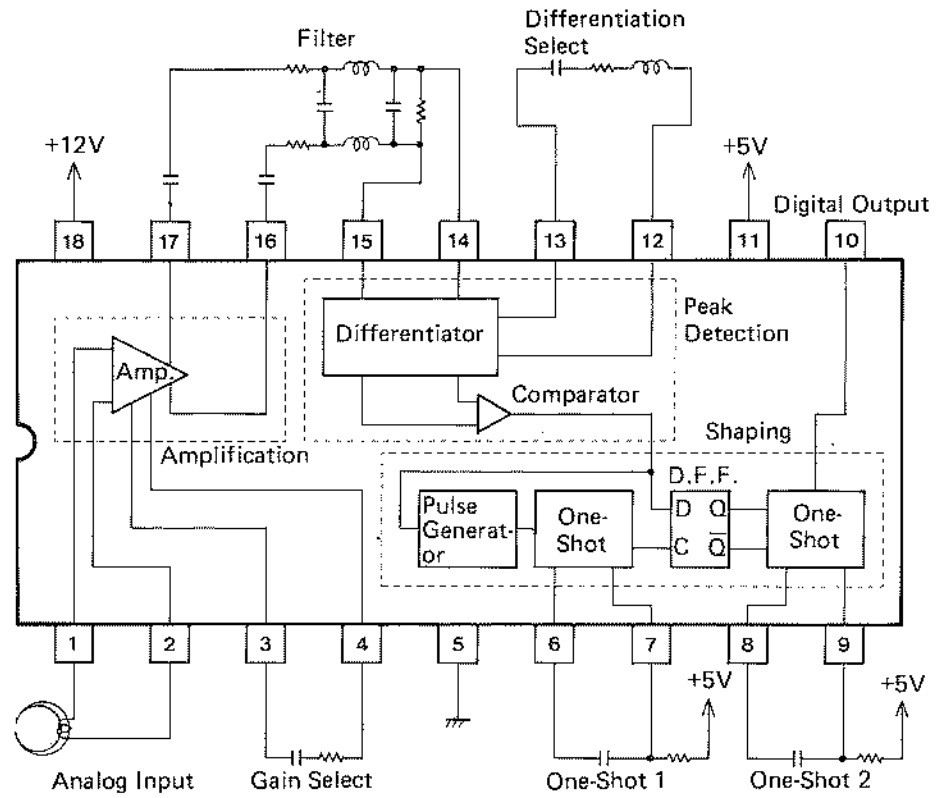 Filter
Differentiation
Select
+12V
+5V
Digital Output
18
17
16
15
14
13
12
11
10
Peak
Detection
Differentiator
Amp.
Comparator
Amplification
Shaping
D.F.F.
Pulse
Generat-
or
One-
Shot
D Q
C Q̅
One-
Shot
1
2
3
4
5
6
7
8
9
+5V
+5V
Analog Input
Gain Select
One-Shot 1
One-Shot 2